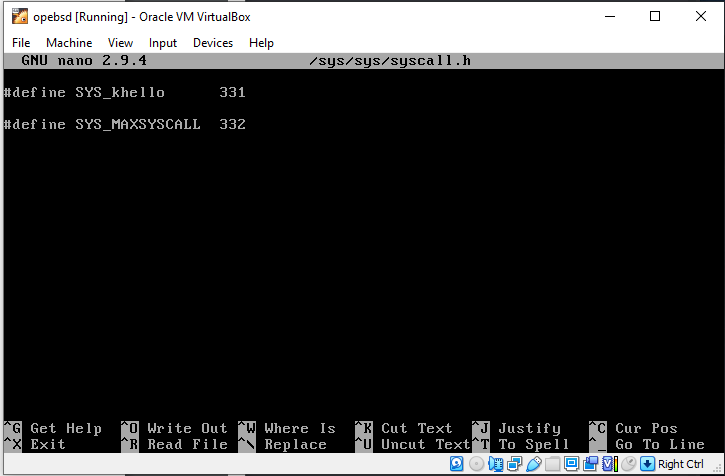 opebsd [Running] - Oracle VM VirtualBox
File Machine View Input Devices Help
GNU nano 2.9.4 /sys/sys/syscall.h
#define SYS_khello 331
#define SYS_MAXSYSCALL 332
^G Get Help ^O Write Out ^W Where Is ^K Cut Text ^J Justify ^C Cur Pos
^X Exit ^R Read File ^\ Replace ^U Uncut Text ^T To Spell ^_ Go To Line
Right Ctrl